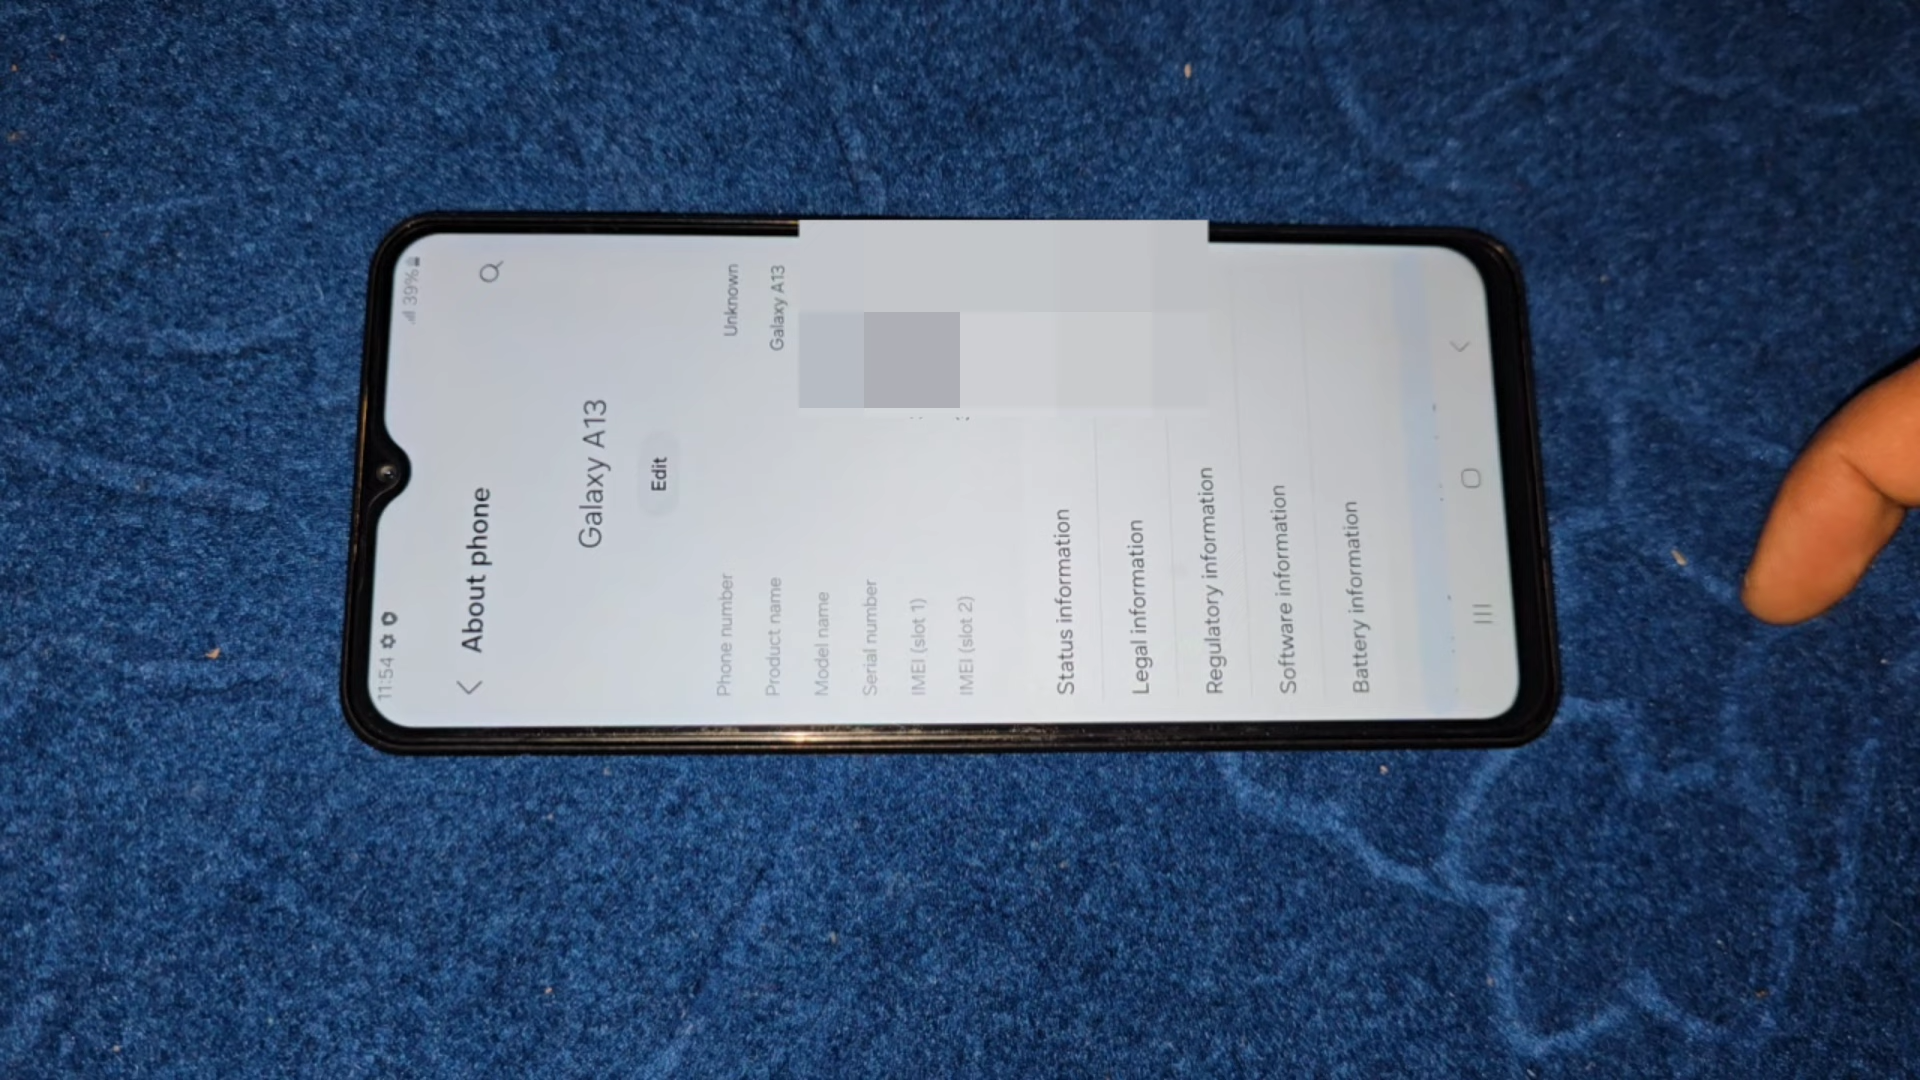 11:54
39%
About phone
Galaxy A13
Edit
Phone number Unknown
Product name Galaxy A13
Model name
Serial number
IMEI (slot 1)
IMEI (slot 2)
Status information
Legal information
Regulatory information
Software information
Battery information